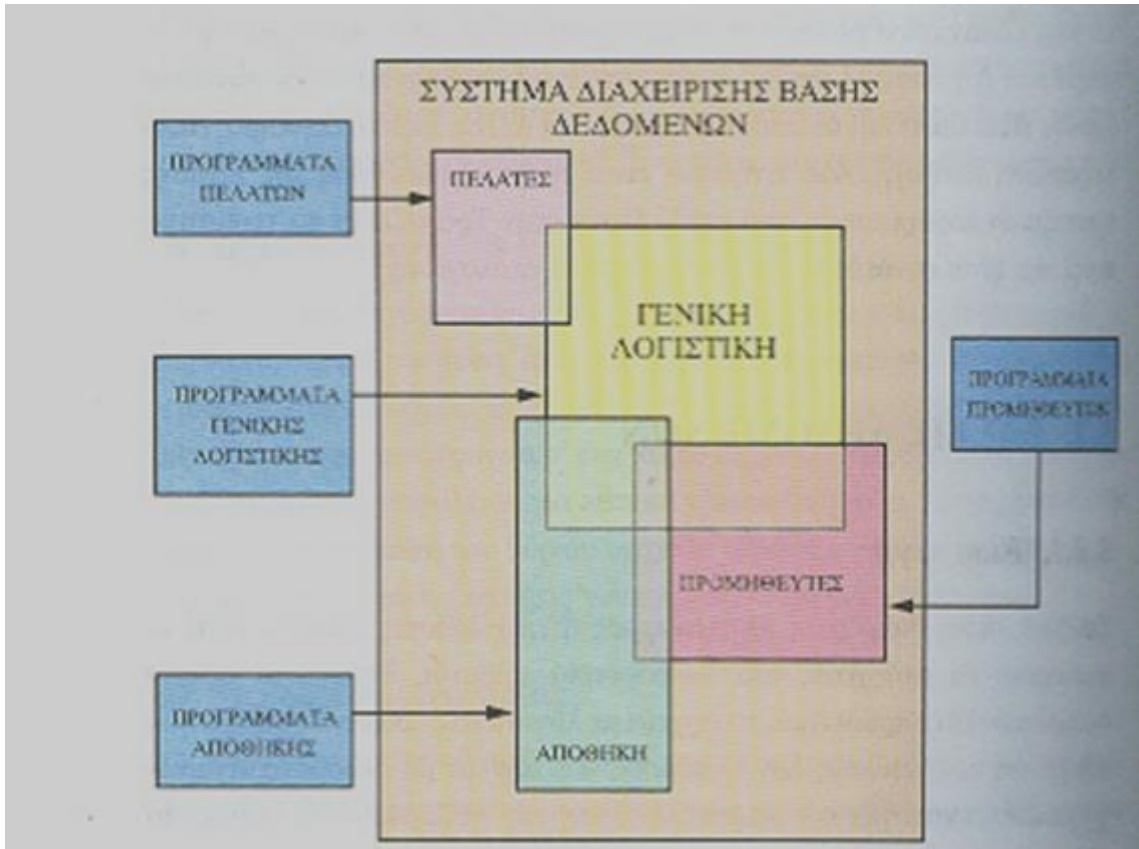 ΣΥΣΤΗΜΑ ΔΙΑΧΕΙΡΙΣΗΣ ΒΑΣΗΣ
ΔΕΔΟΜΕΝΩΝ
ΠΡΟΓΡΑΜΜΑΤΑ
ΠΕΛΑΤΩΝ
ΠΕΛΑΤΕΣ
ΓΕΝΙΚΗ
ΛΟΓΙΣΤΙΚΗ
ΠΡΟΓΡΑΜΜΑΤΑ
ΓΕΝΙΚΗΣ
ΛΟΓΙΣΤΙΚΗΣ
ΠΡΟΓΡΑΜΜΑΤΑ
ΠΡΟΜΗΘΕΥΤΩΝ
ΠΡΟΜΗΘΕΥΤΕΣ
ΠΡΟΓΡΑΜΜΑΤΑ
ΑΠΟΘΗΚΗΣ
ΑΠΟΘΗΚΗ